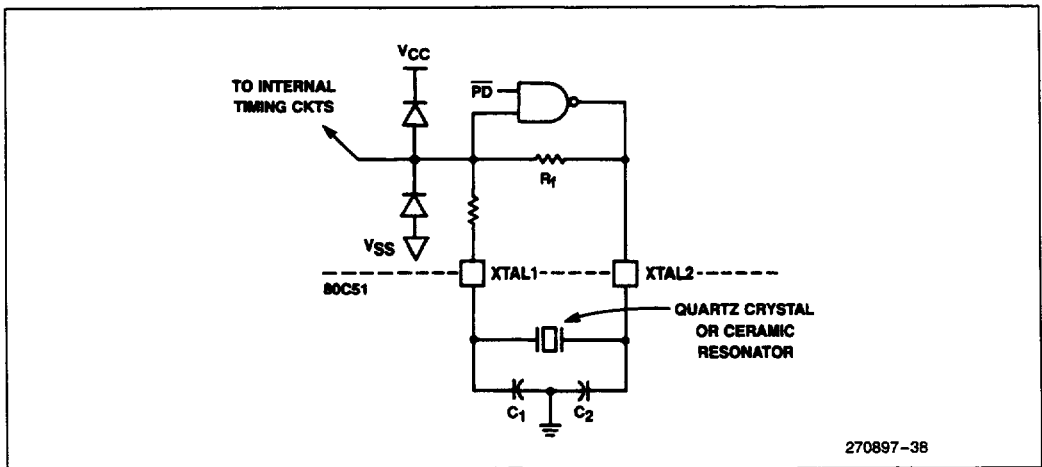 VCC
TO INTERNAL
TIMING CKTS
PD
Rf
VSS
XTAL1
XTAL2
80C51
QUARTZ CRYSTAL
OR CERAMIC
RESONATOR
C1
C2
270897-38